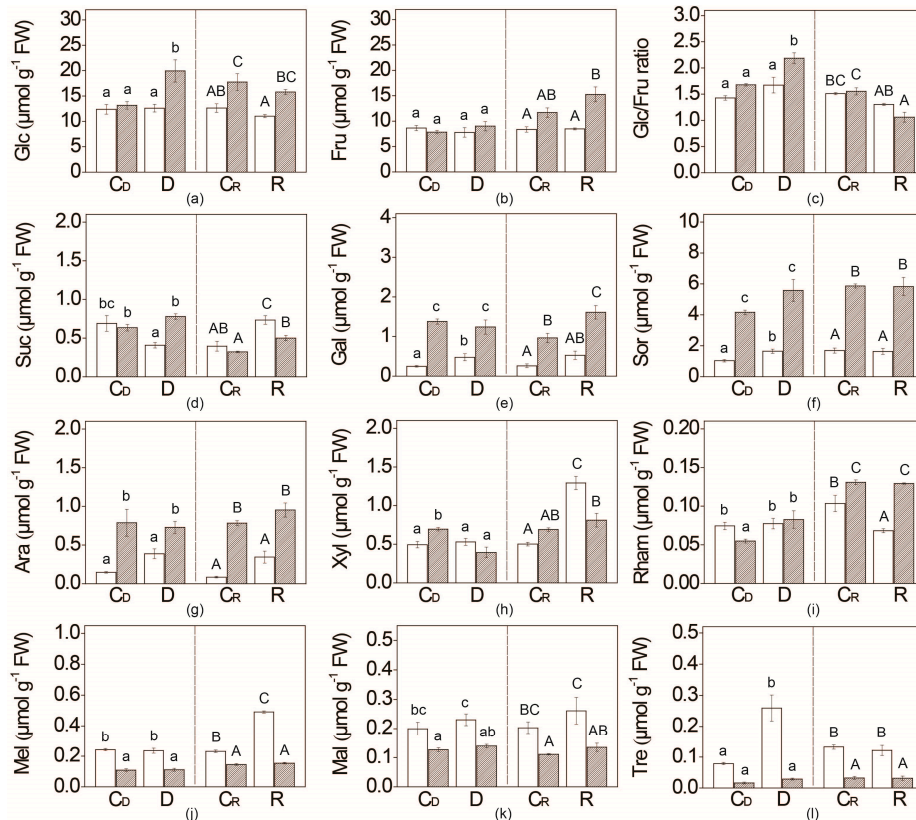 Glc (µmol g⁻¹ FW)
30
25
20
15
10
5
0
a a a b AB C A BC
CD D CR R
(a)
Fru (µmol g⁻¹ FW)
30
25
20
15
10
5
0
a a a a A AB A B
CD D CR R
(b)
Glc/Fru ratio
3.0
2.5
2.0
1.5
1.0
0.5
0.0
a a a b BC C B A
CD D CR R
(c)
Suc (µmol g⁻¹ FW)
2.0
1.5
1.0
0.5
0.0
bc b a b AB A C B
CD D CR R
(d)
Gal (µmol g⁻¹ FW)
4
3
2
1
0
a c b c A B AB C
CD D CR R
(e)
Sor (µmol g⁻¹ FW)
10
8
6
4
2
0
a c b c A B A B
CD D CR R
(f)
Ara (µmol g⁻¹ FW)
2.0
1.5
1.0
0.5
0.0
a b a b A B A B
CD D CR R
(g)
Xyl (µmol g⁻¹ FW)
2.0
1.5
1.0
0.5
0.0
a b a a A AB C B
CD D CR R
(h)
Rham (µmol g⁻¹ FW)
0.20
0.15
0.10
0.05
0.00
b a b b B C A C
CD D CR R
(i)
Mel (µmol g⁻¹ FW)
1.0
0.8
0.6
0.4
0.2
0.0
b a b a B A C A
CD D CR R
(j)
Mal (µmol g⁻¹ FW)
0.5
0.4
0.3
0.2
0.1
0.0
bc a c ab BC A C AB
CD D CR R
(k)
Tre (µmol g⁻¹ FW)
0.5
0.4
0.3
0.2
0.1
0.0
a a b a B A B A
CD D CR R
(l)